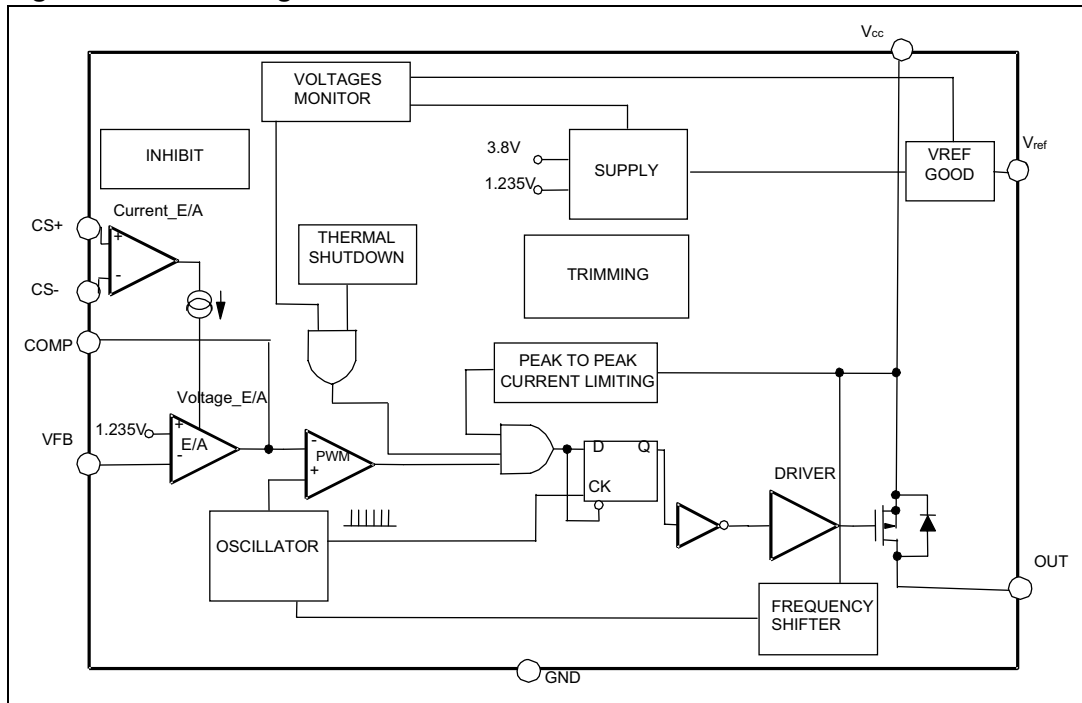 Vcc
VOLTAGES
MONITOR
INHIBIT
3.8V
1.235V
SUPPLY
VREF
GOOD
Vref
Current_E/A
CS+
+
-
CS-
THERMAL
SHUTDOWN
TRIMMING
COMP
PEAK TO PEAK
CURRENT LIMITING
Voltage_E/A
VFB
1.235V
+
E/A
-
-
PWM
+
D
Q
CK
DRIVER
OSCILLATOR
OUT
FREQUENCY
SHIFTER
GND